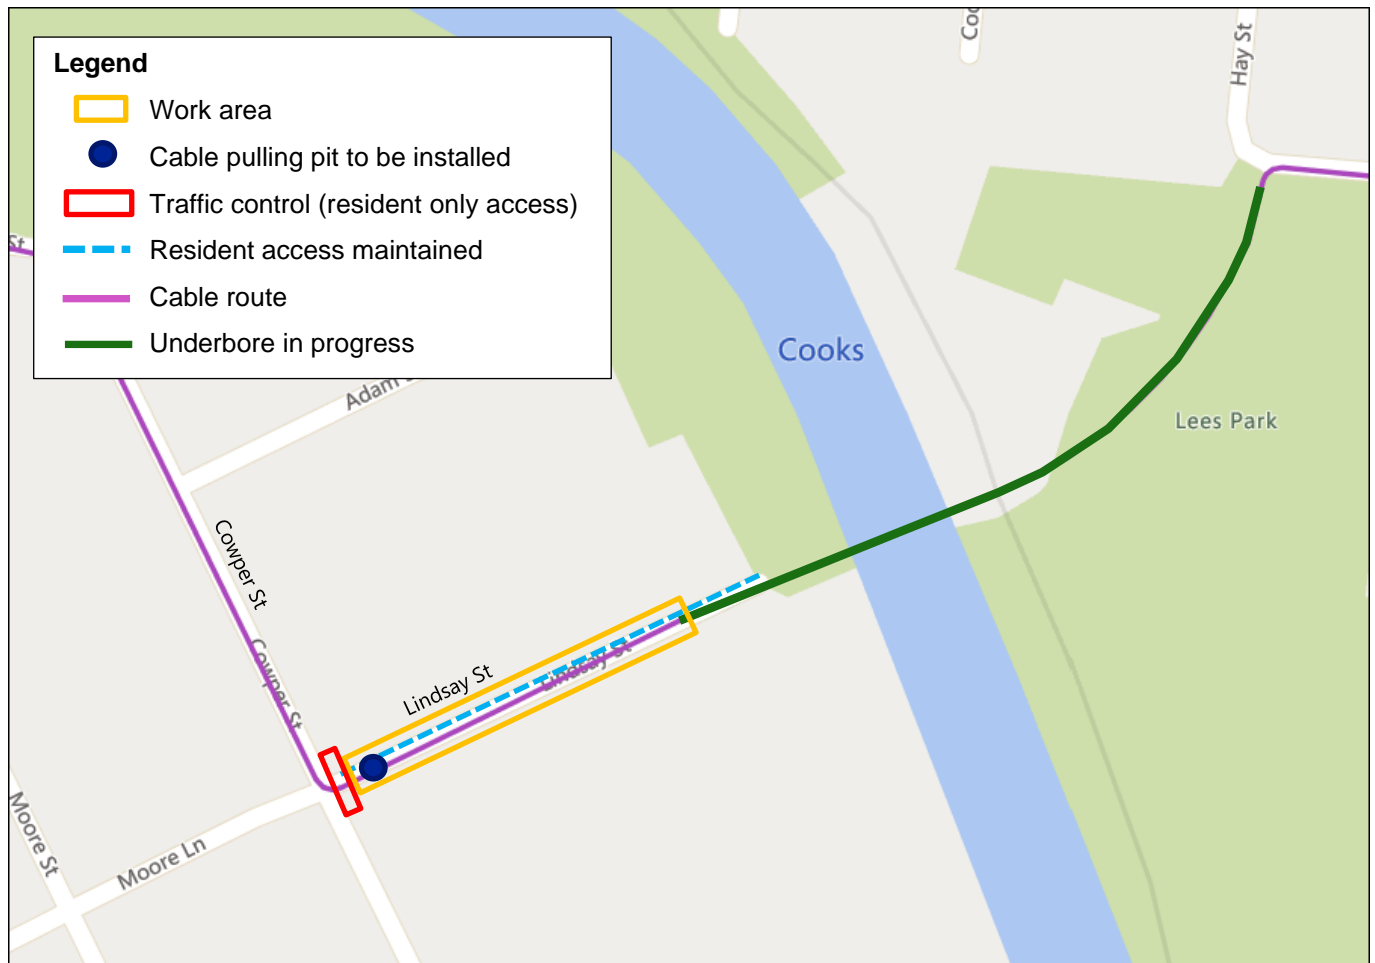 Legend
Work area
Cable pulling pit to be installed
Traffic control (resident only access)
Resident access maintained
Cable route
Underbore in progress
Hay St
St
Cooks
Adam
Lees Park
Cowper St
Cowper St
Lindsay St
Lindsay St
Moore St
Moore Ln